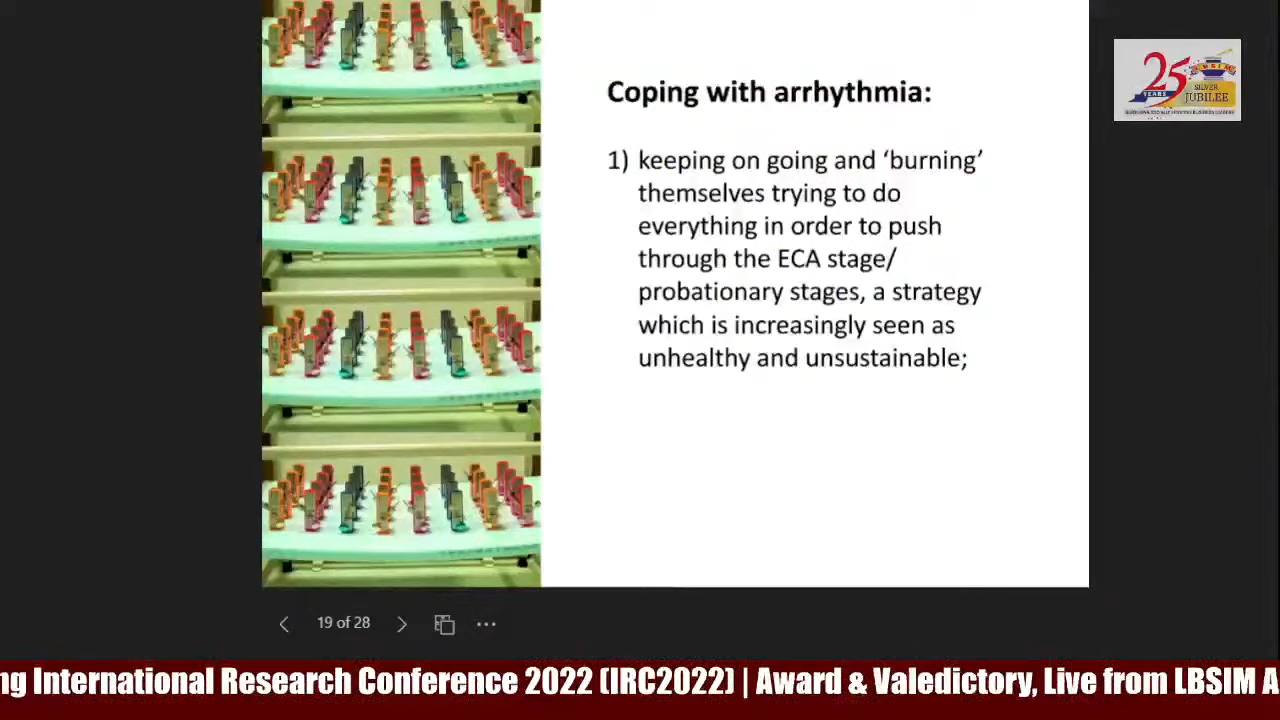 Coping with arrhythmia:
1) keeping on going and ‘burning’
themselves trying to do
everything in order to push
through the ECA stage/
probationary stages, a strategy
which is increasingly seen as
unhealthy and unsustainable;
25
YEARS
SILVER
JUBILEE
19 of 28
ng International Research Conference 2022 (IRC2022) | Award & Valedictory, Live from LBSIM A